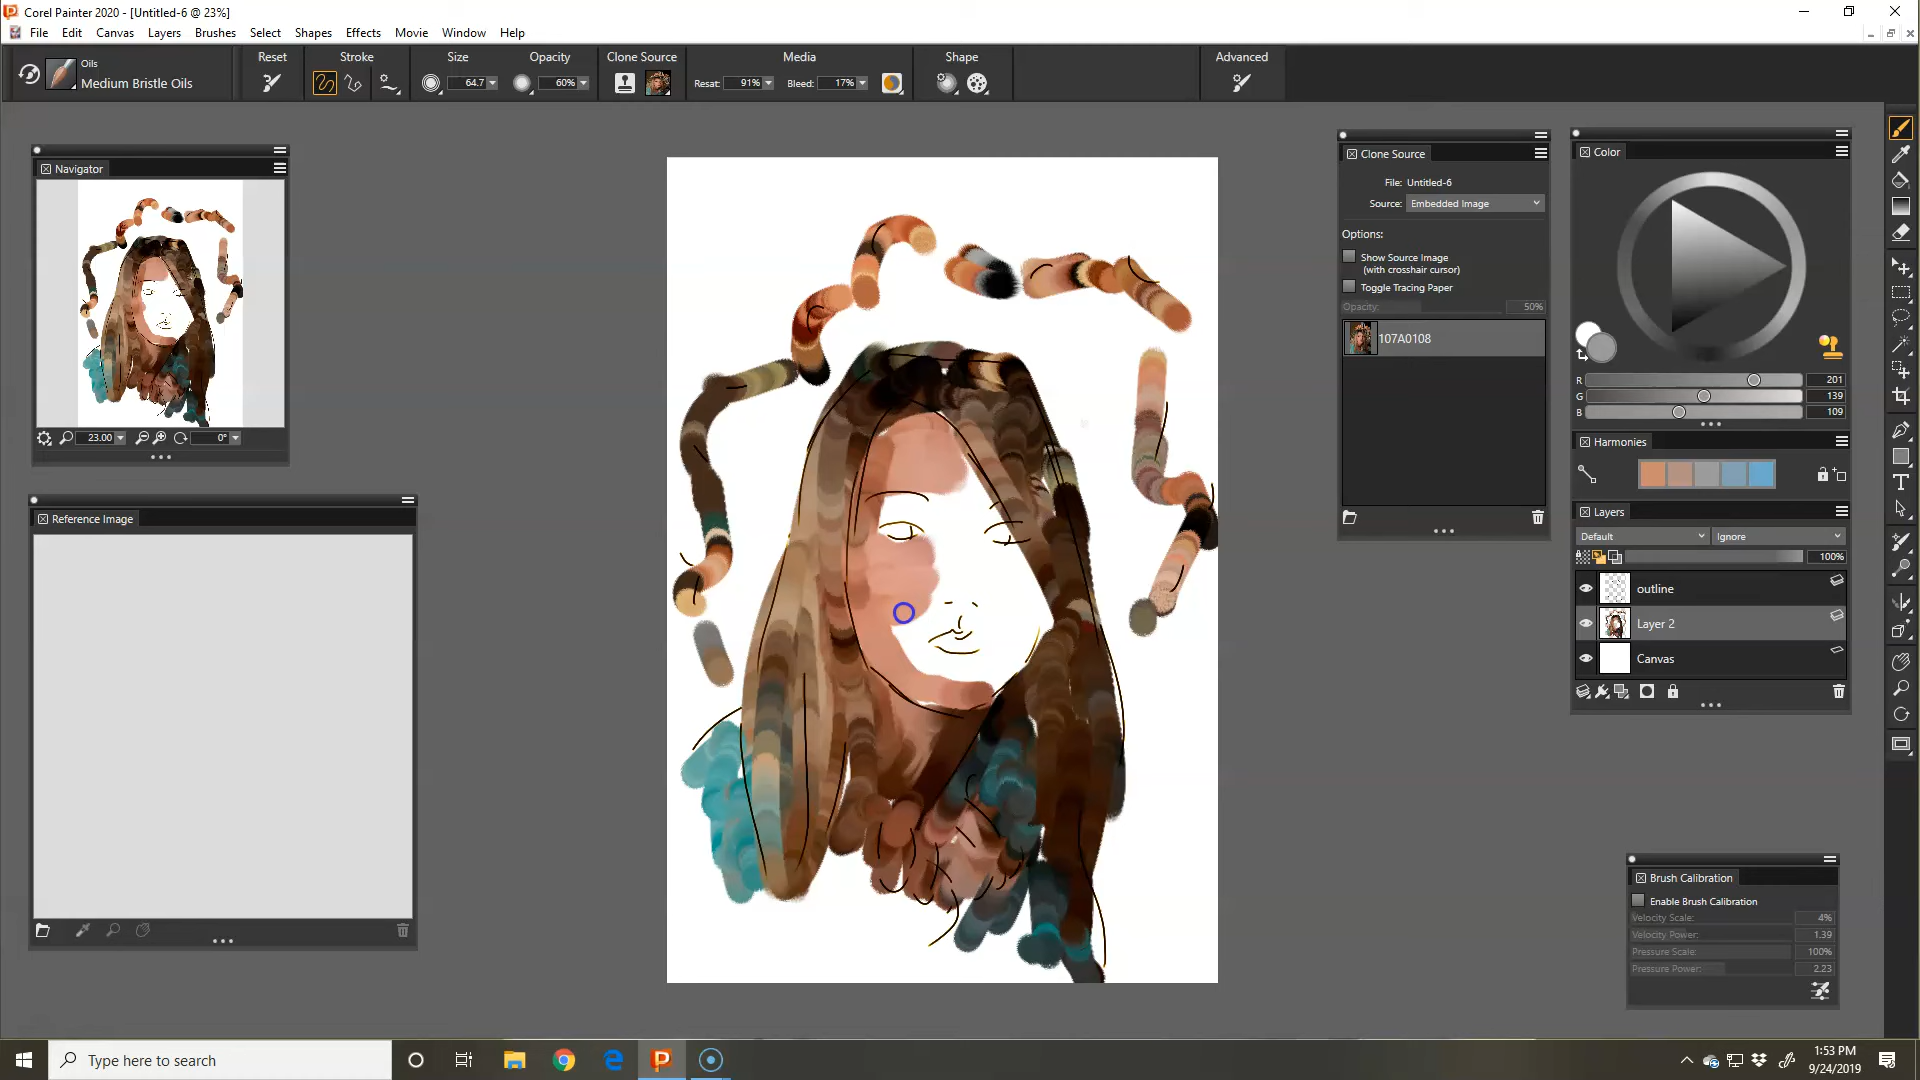 Corel Painter 2020 - [Untitled-6 @ 23%]
File Edit Canvas Layers Brushes Select Shapes Effects Movie Window Help
Oils
Medium Bristle Oils
Reset
Stroke
Size
64.7
Opacity
60%
Clone Source
Media
Resat: 91% Bleed: 17%
Shape
Advanced
Navigator
23.00 0°
Reference Image
Clone Source
File: Untitled-6
Source: Embedded Image
Options:
Show Source Image
(with crosshair cursor)
Toggle Tracing Paper
Opacity: 50%
107A0108
Color
R 201
G 139
B 109
Harmonies
Layers
Default Ignore
100%
outline
Layer 2
Canvas
Brush Calibration
Enable Brush Calibration
Velocity Scale: 4%
Velocity Power: 1.39
Pressure Scale: 100%
Pressure Power: 2.23
Type here to search
1:53 PM
9/24/2019